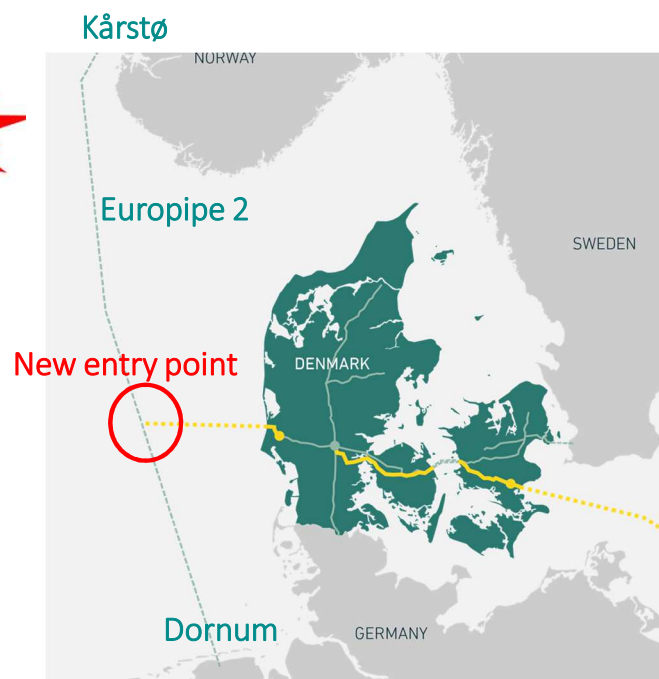 Kårstø
NORWAY
Europipe 2
SWEDEN
New entry point
DENMARK
Dornum
GERMANY